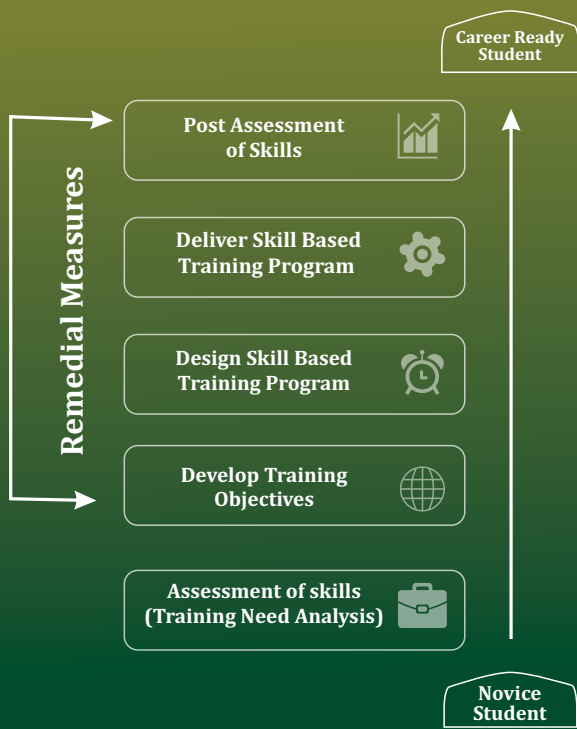 Career Ready
Student
Post Assessment
of Skills
Remedial Measures
Deliver Skill Based
Training Program
Design Skill Based
Training Program
Develop Training
Objectives
Assessment of skills
(Training Need Analysis)
Novice
Student